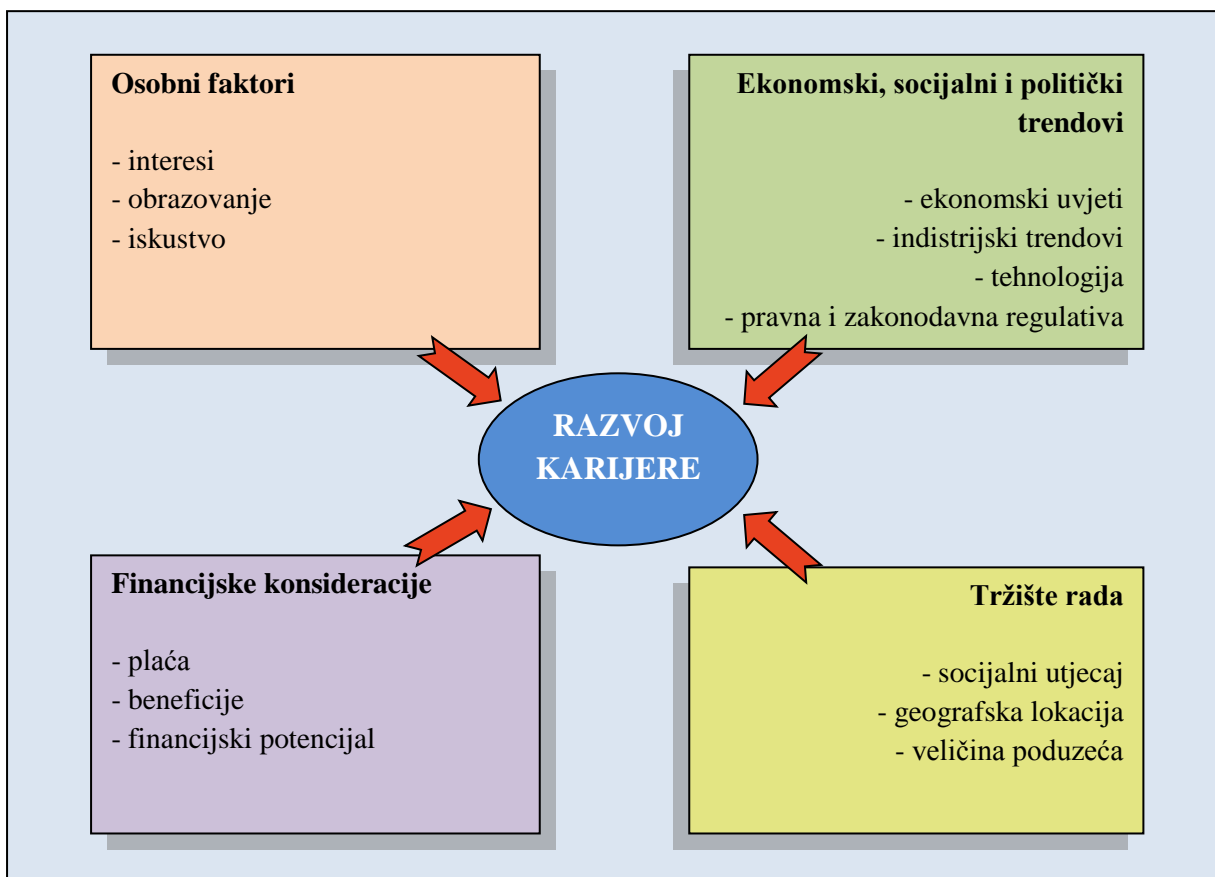 Osobni faktori
- interesi
- obrazovanje
- iskustvo
Ekonomski, socijalni i politički
trendovi
- ekonomski uvjeti
- indistrijski trendovi
- tehnologija
- pravna i zakonodavna regulativa
RAZVOJ
KARIJERE
Financijske konsideracije
- plaća
- beneficije
- financijski potencijal
Tržište rada
- socijalni utjecaj
- geografska lokacija
- veličina poduzeća